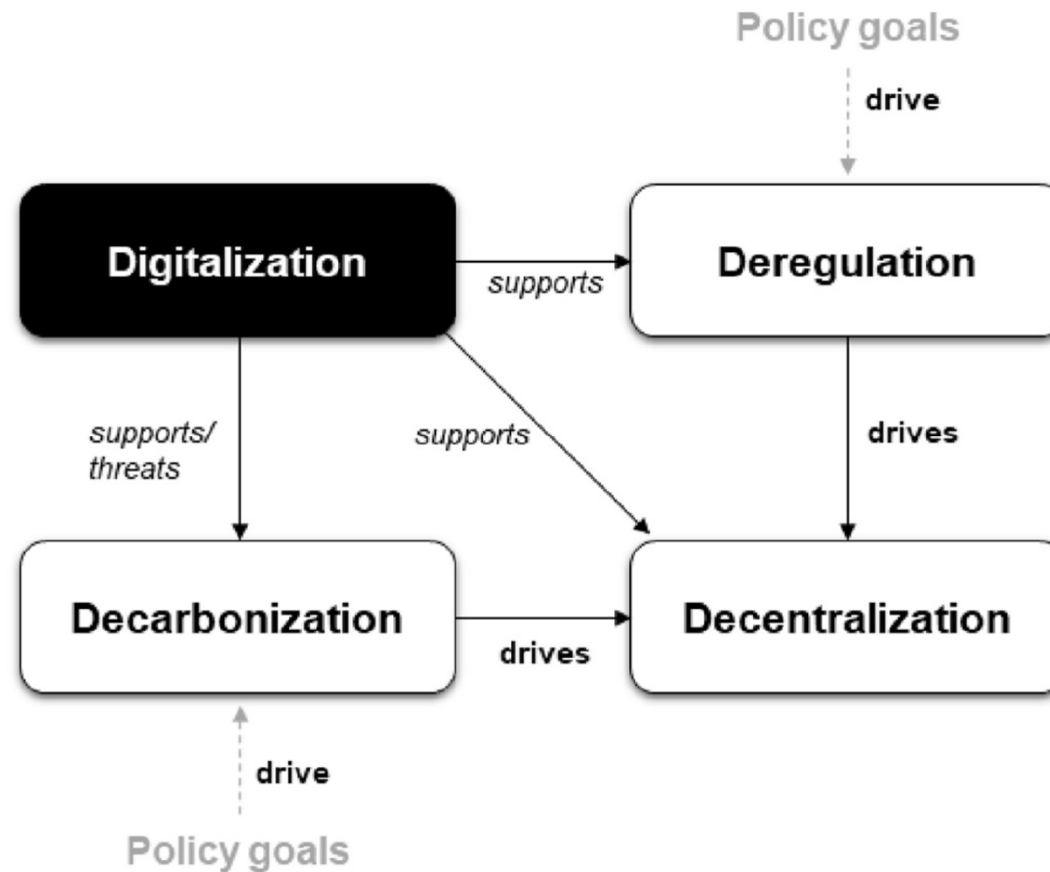 Policy goals
drive
Digitalization
Deregulation
supports
supports/
threats
supports
drives
Decarbonization
Decentralization
drives
drive
Policy goals